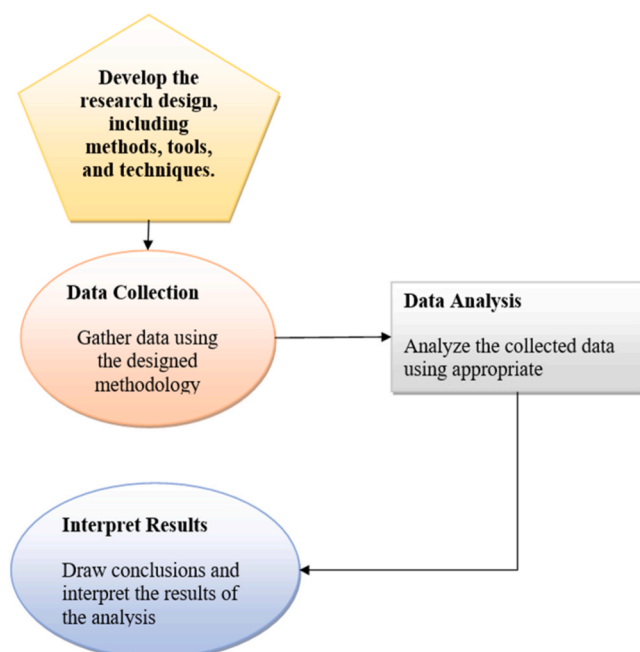 Develop the
research design,
including
methods, tools,
and techniques.
Data Collection
Gather data using
the designed
methodology
Data Analysis
Analyze the collected data
using appropriate
Interpret Results
Draw conclusions and
interpret the results of
the analysis